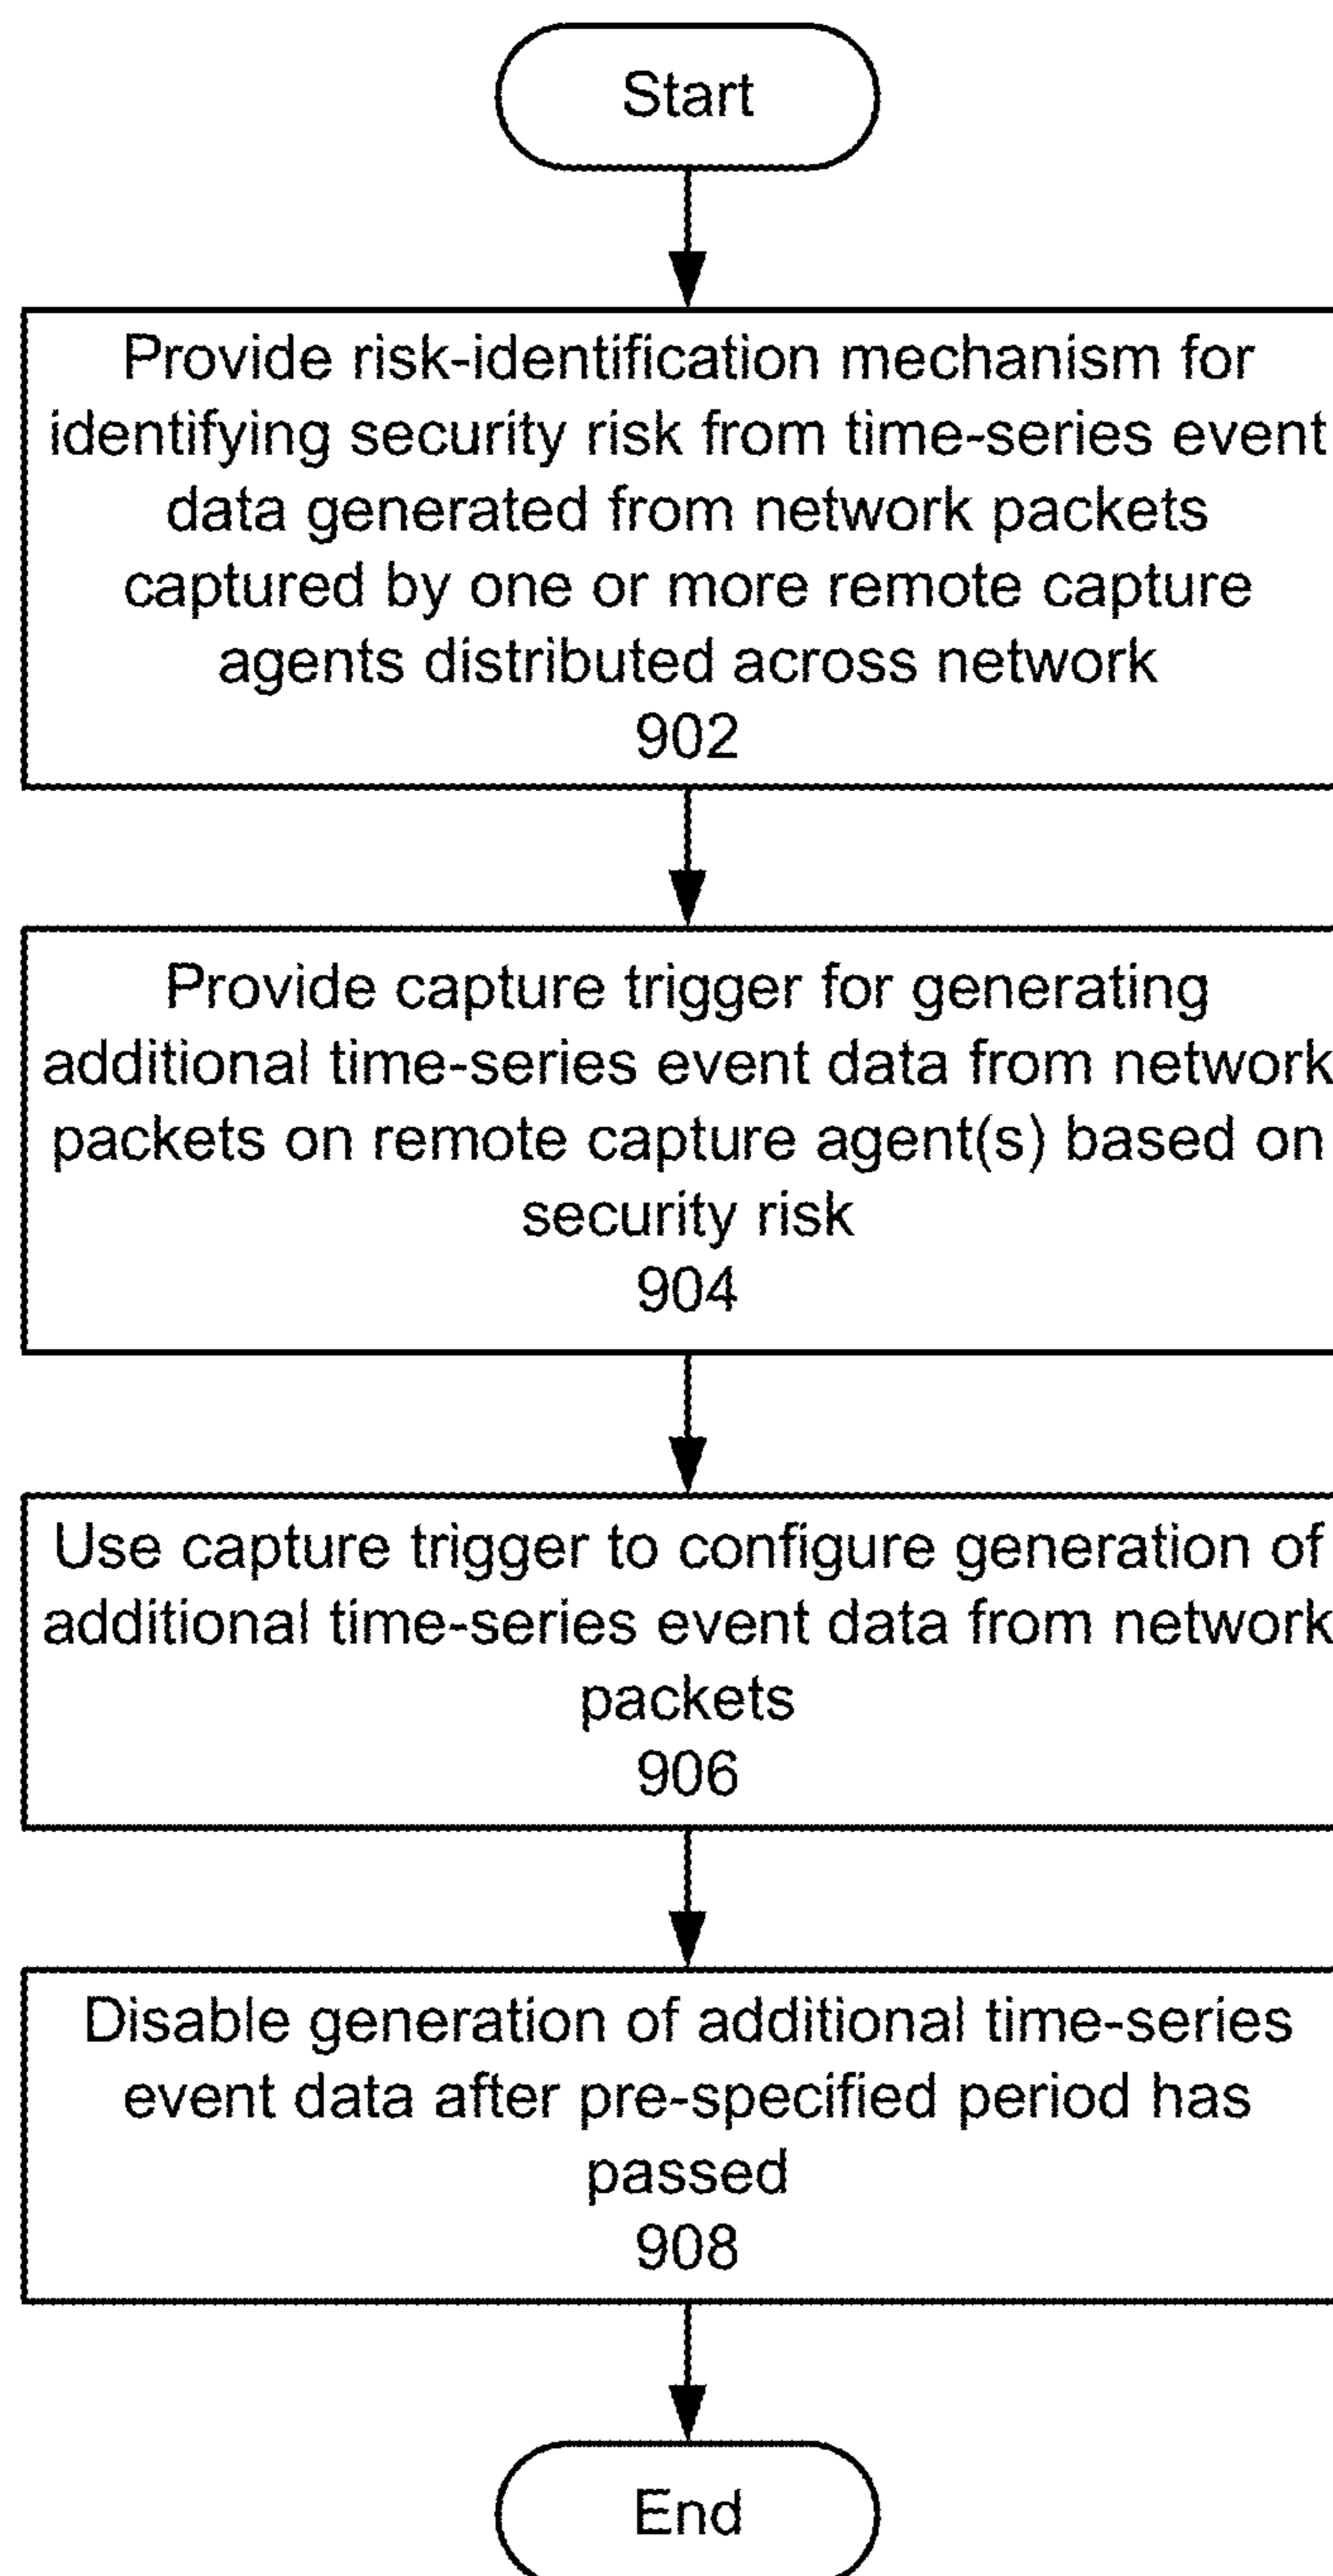 Start
Provide risk-identification mechanism for
identifying security risk from time-series event
data generated from network packets
captured by one or more remote capture
agents distributed across network
902
Provide capture trigger for generating
additional time-series event data from network
packets on remote capture agent(s) based on
security risk
904
Use capture trigger to configure generation of
additional time-series event data from network
packets
906
Disable generation of additional time-series
event data after pre-specified period has
passed
908
End